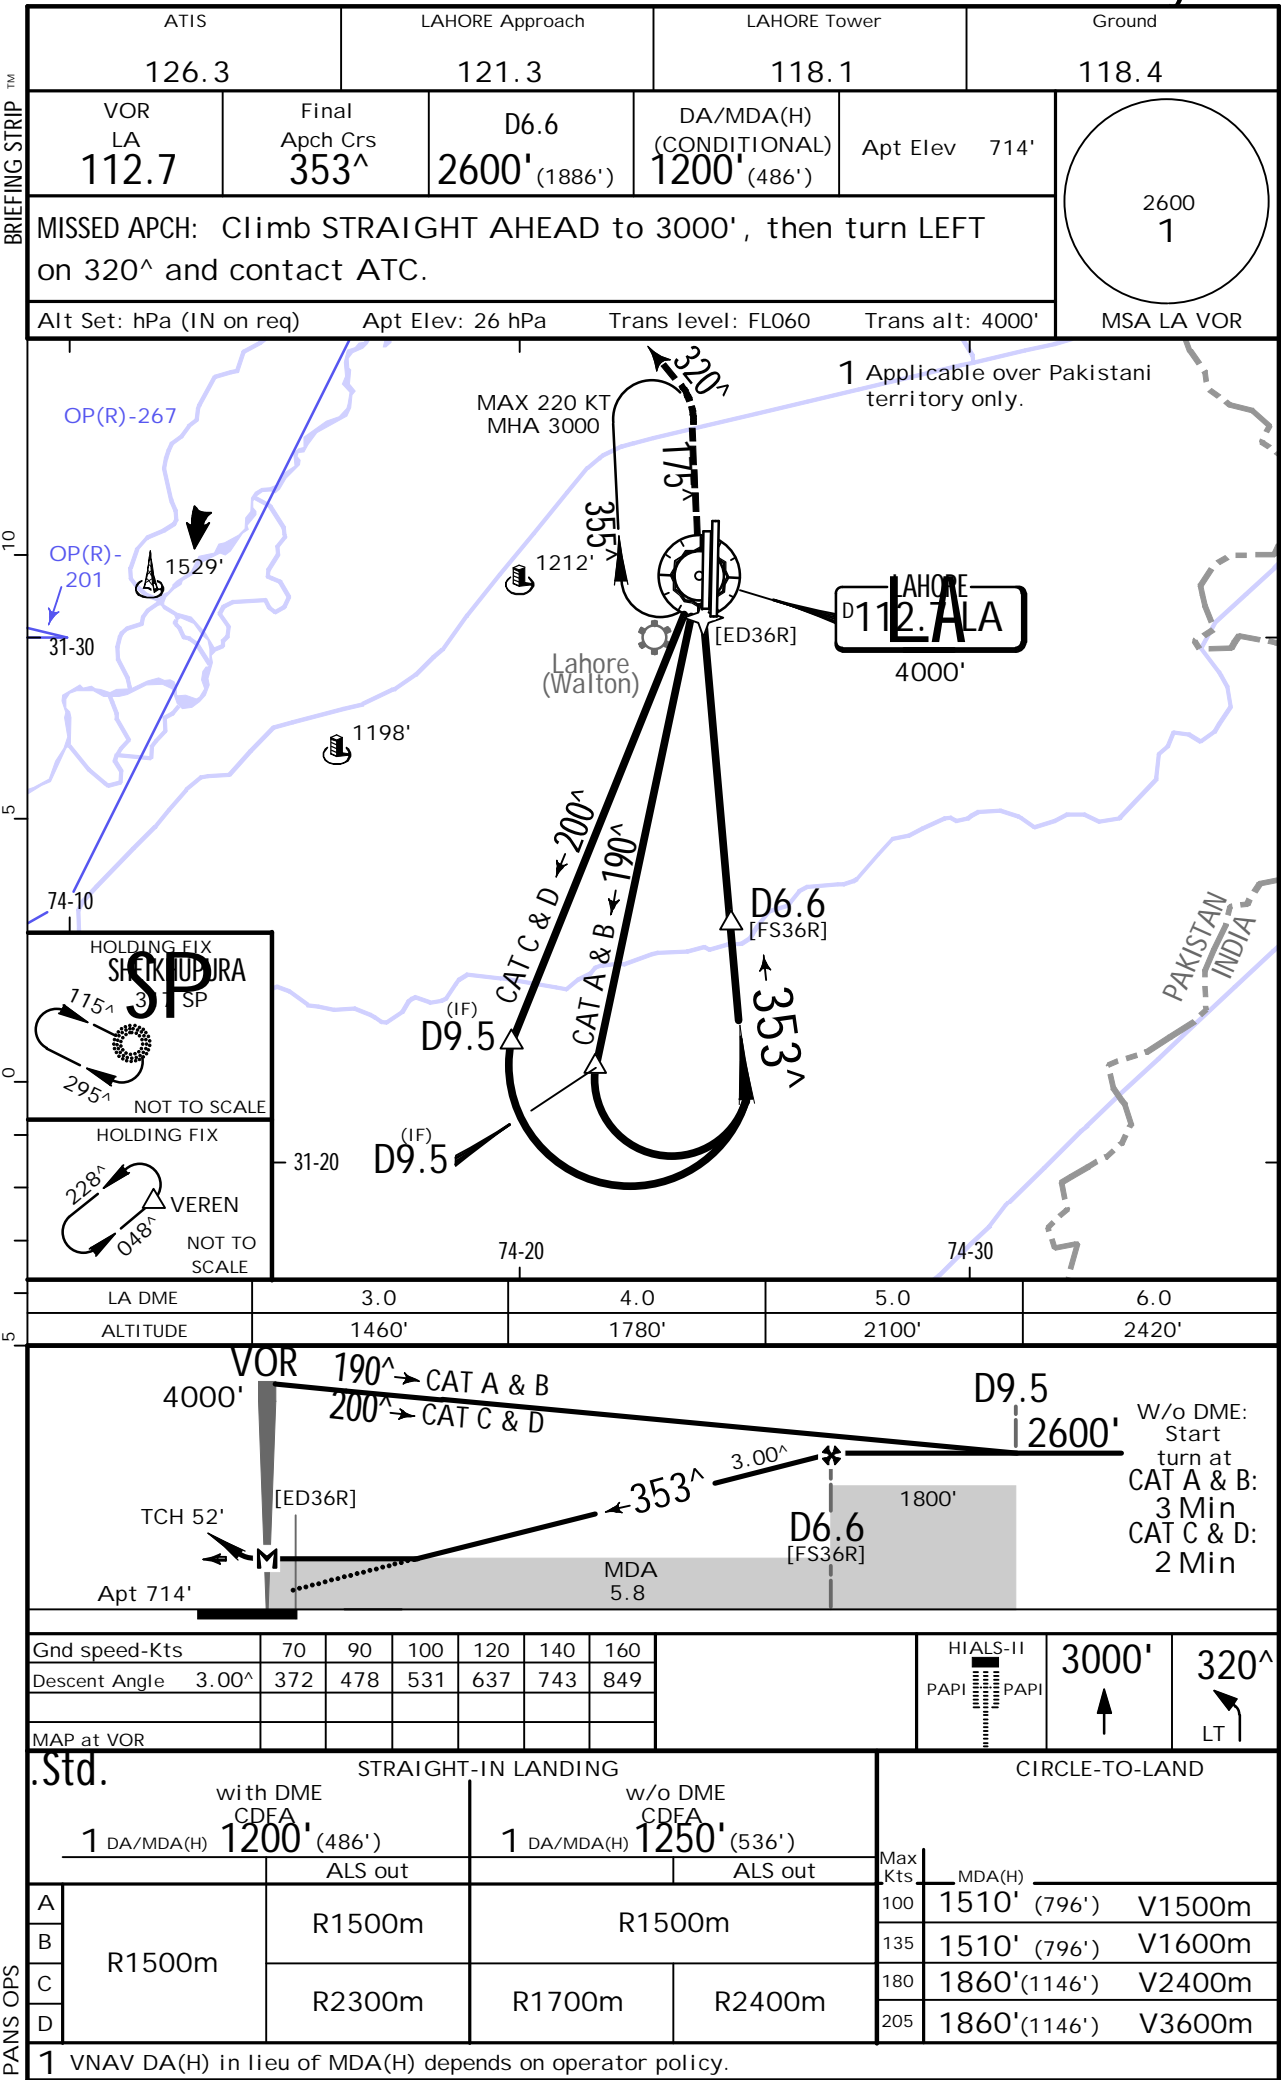 ATIS
126.3
LAHORE Approach
121.3
LAHORE Tower
118.1
Ground
118.4
BRIEFING STRIP TM
VOR
LA
112.7
Final
Apch Crs
353^
D6.6
2600' (1886')
DA/MDA(H)
(CONDITIONAL)
1200' (486')
Apt Elev 714'
2600
1
MSA LA VOR
MISSED APCH: Climb STRAIGHT AHEAD to 3000', then turn LEFT
on 320^ and contact ATC.
Alt Set: hPa (IN on req) Apt Elev: 26 hPa Trans level: FL060 Trans alt: 4000'
1 Applicable over Pakistani
territory only.
OP(R)-267
MAX 220 KT
MHA 3000
320^
175^
355^
10
OP(R)-
201
1529'
1212'
31-30
[ED36R]
LAHORE
D 112.7 LA
LA
4000'
Lahore
(Walton)
1198'
5
CAT C & D 200^
CAT A & B 190^
74-10
D6.6
[FS36R]
353^
PAKISTAN
INDIA
HOLDING FIX
SHEIKHUPURA
SP
SP
115^
295^
NOT TO SCALE
(IF)
D9.5
0
HOLDING FIX
228^
048^
VEREN
NOT TO
SCALE
31-20
(IF)
D9.5
74-20
74-30
5
LA DME 3.0 4.0 5.0 6.0
ALTITUDE 1460' 1780' 2100' 2420'
VOR
4000'
190^ CAT A & B
200^ CAT C & D
D9.5
2600'
W/o DME:
Start
turn at
CAT A & B:
3 Min
CAT C & D:
2 Min
3.00^
353^
1800'
[ED36R]
TCH 52'
D6.6
[FS36R]
M
MDA
5.8
Apt 714'
Gnd speed-Kts 70 90 100 120 140 160
Descent Angle 3.00^ 372 478 531 637 743 849
MAP at VOR
HIALS-II
PAPI PAPI
3000'
320^
LT
.Std.
STRAIGHT-IN LANDING
CIRCLE-TO-LAND
with DME
CDFA
1 DA/MDA(H) 1200' (486')
w/o DME
CDFA
1 DA/MDA(H) 1250' (536')
ALS out
ALS out
Max
Kts
MDA(H)
A
B
C
D
R1500m
R1500m
R2300m
R1500m
R1700m
R2400m
100 1510' (796') V1500m
135 1510' (796') V1600m
180 1860' (1146') V2400m
205 1860' (1146') V3600m
PANS OPS
1 VNAV DA(H) in lieu of MDA(H) depends on operator policy.